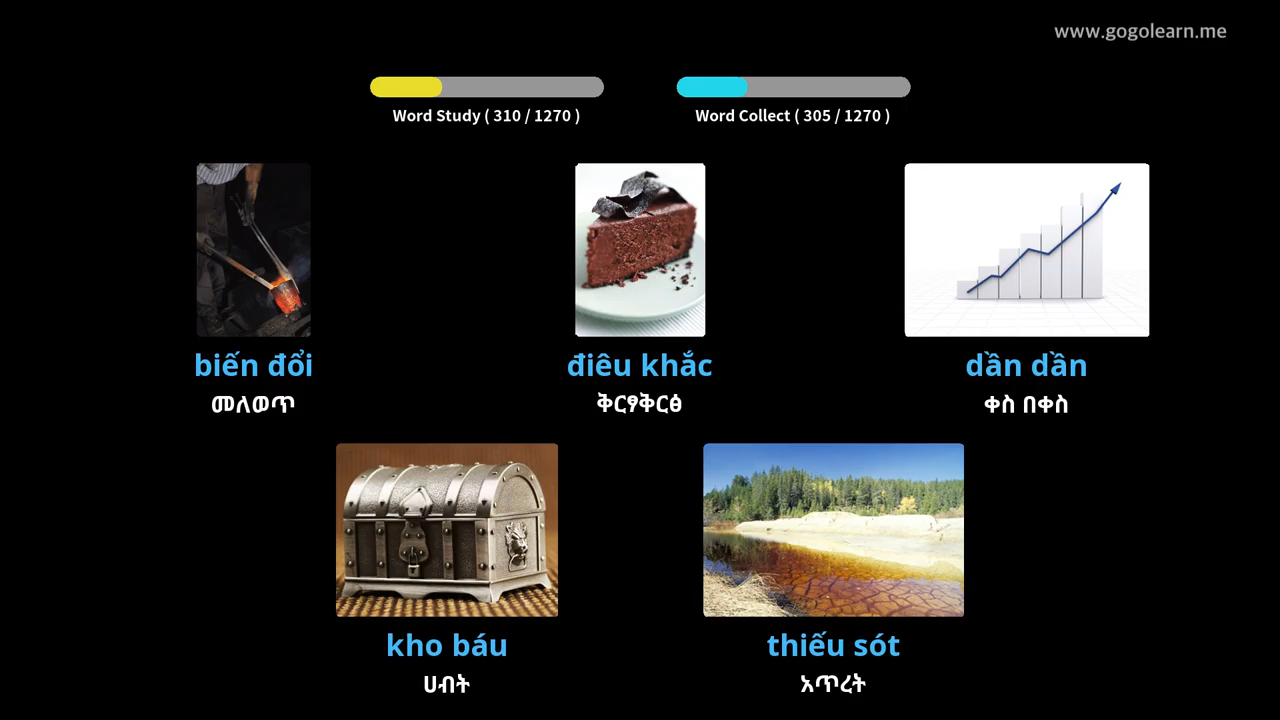 www.gogolearn.me
Word Study ( 310 / 1270 )
Word Collect ( 305 / 1270 )
biến đổi
መለወጥ
điêu khắc
ቅርፃቅርፅ
dần dần
ቀስ በቀስ
kho báu
ሀብት
thiếu sót
አጥረት